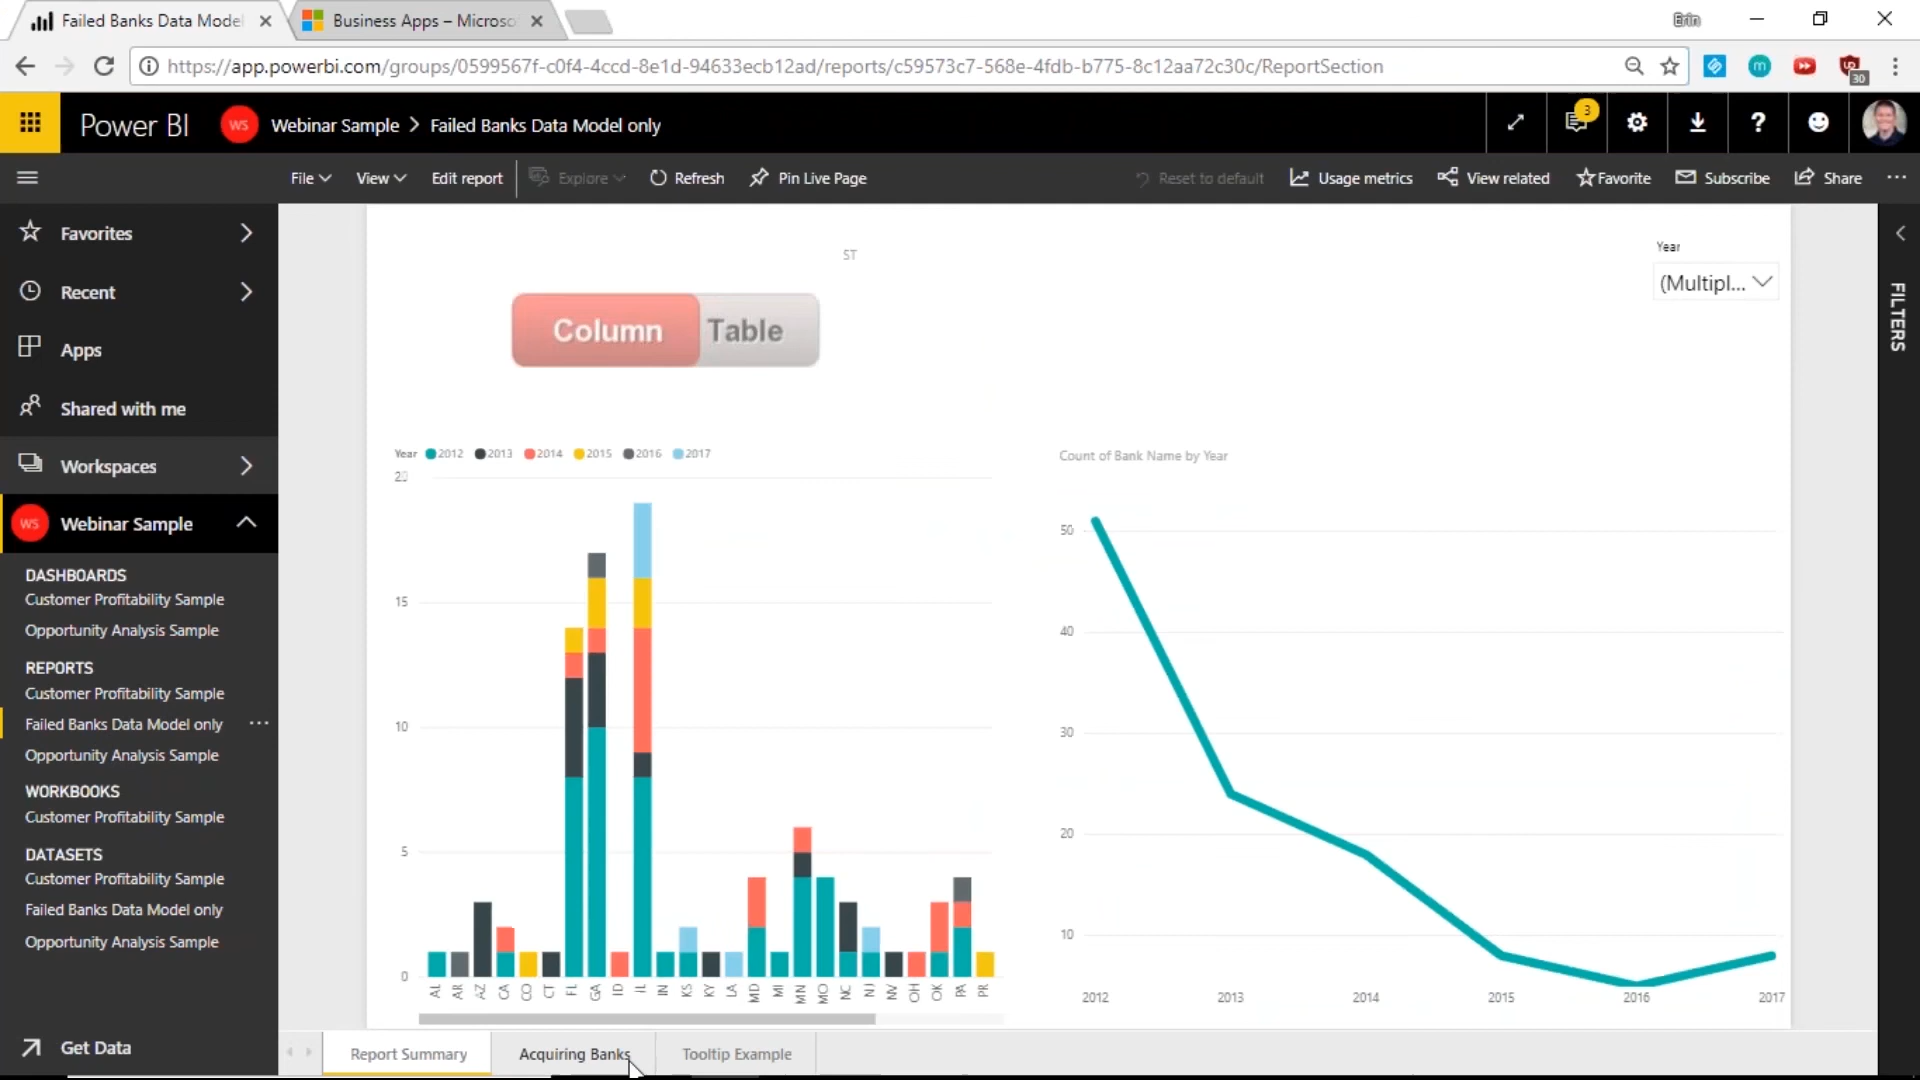 Failed Banks Data Model
Business Apps – Microso
Erin
https://app.powerbi.com/groups/0599567f-c0f4-4ccd-8e1d-94633ecb12ad/reports/c59573c7-568e-4fdb-b775-8c12aa72c30c/ReportSection
m
30
Power BI
WS
Webinar Sample > Failed Banks Data Model only
3
?
File
View
Edit report
Explore
Refresh
Pin Live Page
Reset to default
Usage metrics
View related
Favorite
Subscribe
Share
Favorites
Recent
Apps
Shared with me
Workspaces
WS
Webinar Sample
DASHBOARDS
Customer Profitability Sample
Opportunity Analysis Sample
REPORTS
Customer Profitability Sample
Failed Banks Data Model only
Opportunity Analysis Sample
WORKBOOKS
Customer Profitability Sample
DATASETS
Customer Profitability Sample
Failed Banks Data Model only
Opportunity Analysis Sample
Get Data
ST
Column
Table
Year
(Multipl...
FILTERS
Year 2012 2013 2014 2015 2016 2017
20
15
10
5
0
AL AR AZ CA CO CT FL GA ID IL IN KS KY LA MD MI MN MO NC NJ NV OH OK PA PR
Count of Bank Name by Year
50
40
30
20
10
2012 2013 2014 2015 2016 2017
Report Summary
Acquiring Banks
Tooltip Example